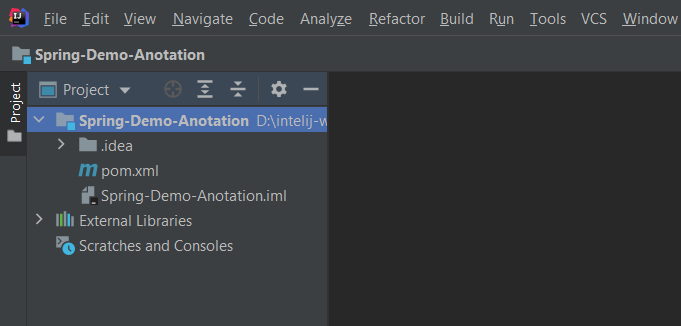 File Edit View Navigate Code Analyze Refactor Build Run Tools VCS Window
Spring-Demo-Anotation
Project
Project
Spring-Demo-Anotation D:\intelij-w
.idea
pom.xml
Spring-Demo-Anotation.iml
External Libraries
Scratches and Consoles